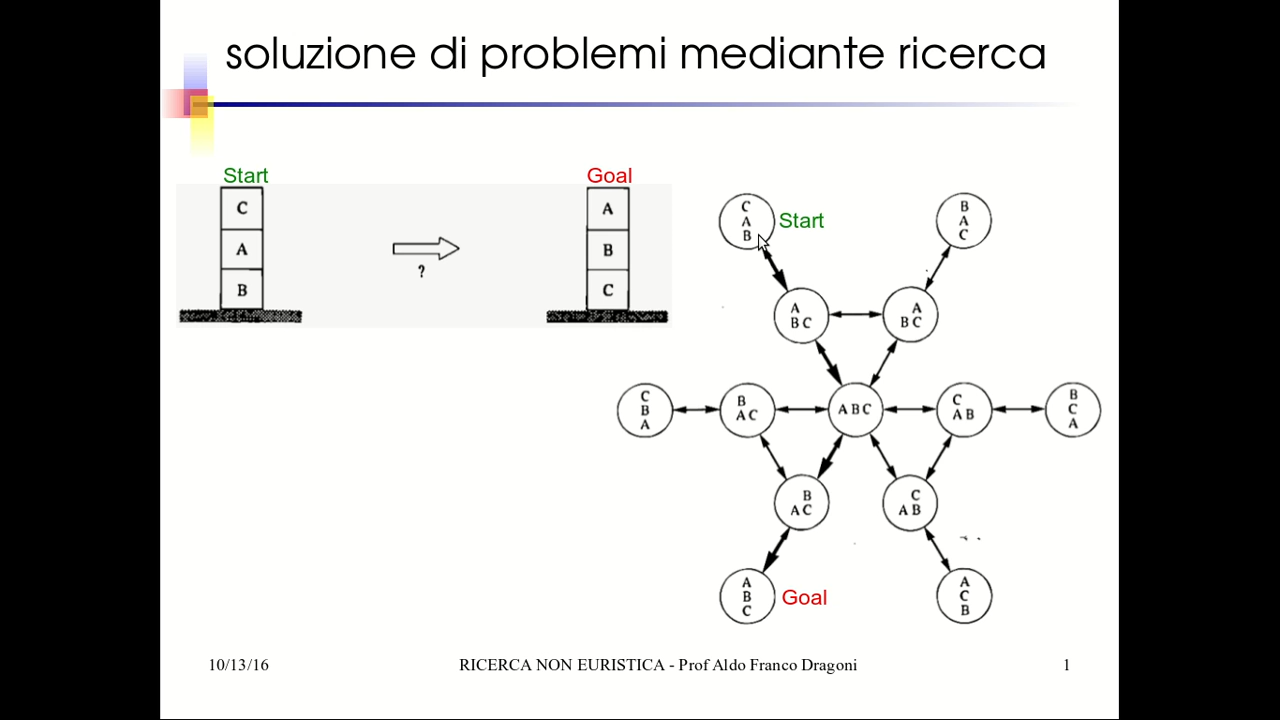 soluzione di problemi mediante ricerca
Start
C
A
B
?
Goal
A
B
C
C
A
B
Start
B
A
C
A
B C
A
B C
C
B
A
B
A C
A B C
C
A B
B
C
A
B
A C
C
A B
A
B
C
Goal
A
C
B
10/13/16
RICERCA NON EURISTICA - Prof Aldo Franco Dragoni
1